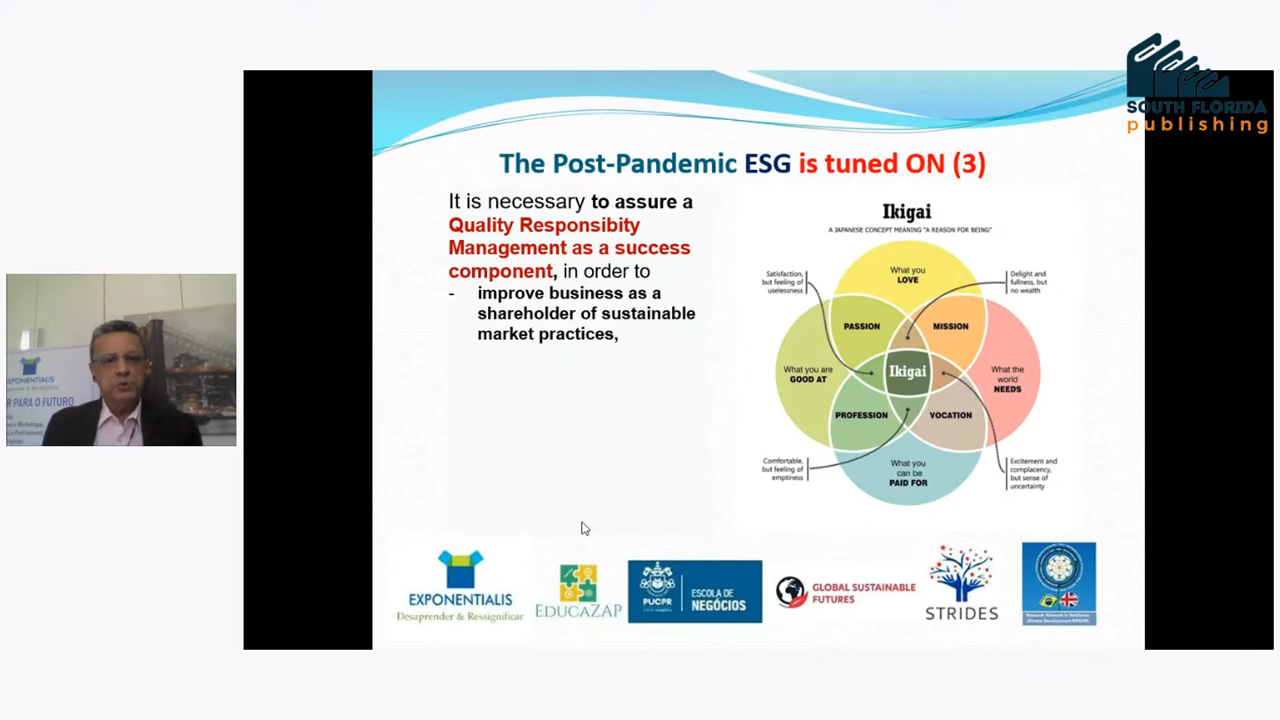 SOUTH FLORIDA
publishing
The Post-Pandemic ESG is tuned ON (3)
It is necessary to assure a
Quality Responsibity
Management as a success
component, in order to
- improve business as a
shareholder of sustainable
market practices,
Ikigai
A JAPANESE CONCEPT MEANING "A REASON FOR BEING"
Satisfaction,
but feeling of
uselessness
What you
LOVE
Delight and
fullness, but
no wealth
PASSION
MISSION
What you are
GOOD AT
Ikigai
What the
world
NEEDS
PROFESSION
VOCATION
Comfortable,
but feeling of
emptiness
What you
can be
PAID FOR
Excitement and
complacency,
but sense of
uncertainty
EXPONENTIALIS
R PARA O FUTURO
EXPONENTIALIS
Desaprender & Ressignificar
EDUCAZAP
PUCPR
ESCOLA DE
NEGÓCIOS
GLOBAL SUSTAINABLE
FUTURES
STRIDES